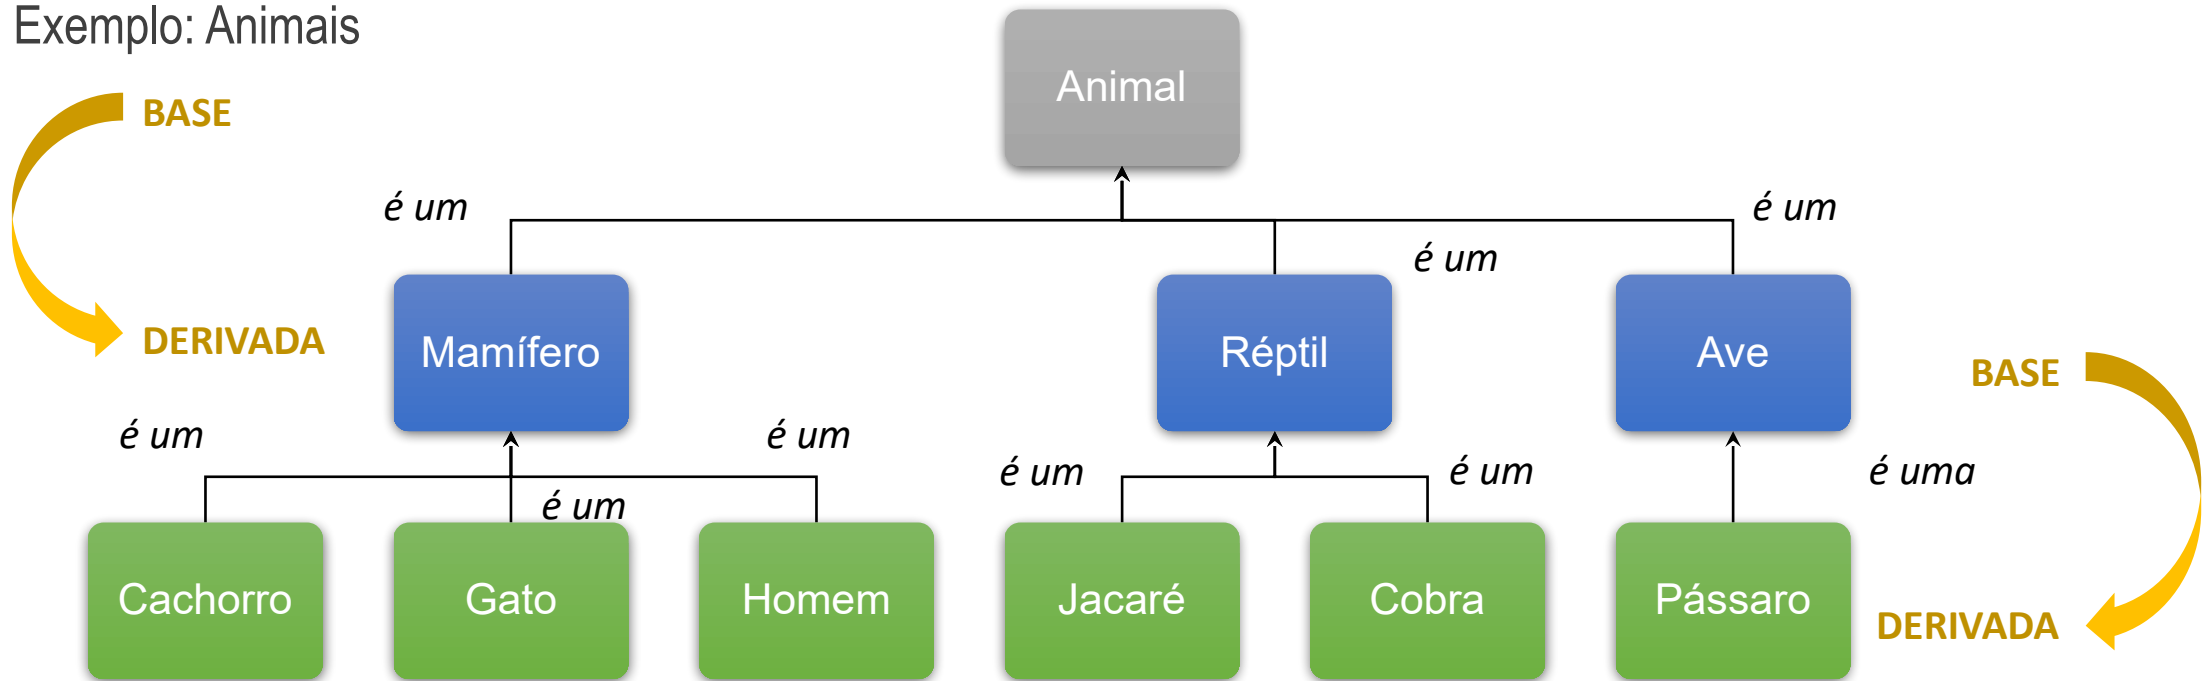 Exemplo: Animais
Animal
BASE
é um
é um
é um
DERIVADA
Mamífero
Réptil
Ave
BASE
é um
é um
é um
é um
é um
é uma
Cachorro
Gato
Homem
Jacaré
Cobra
Pássaro
DERIVADA